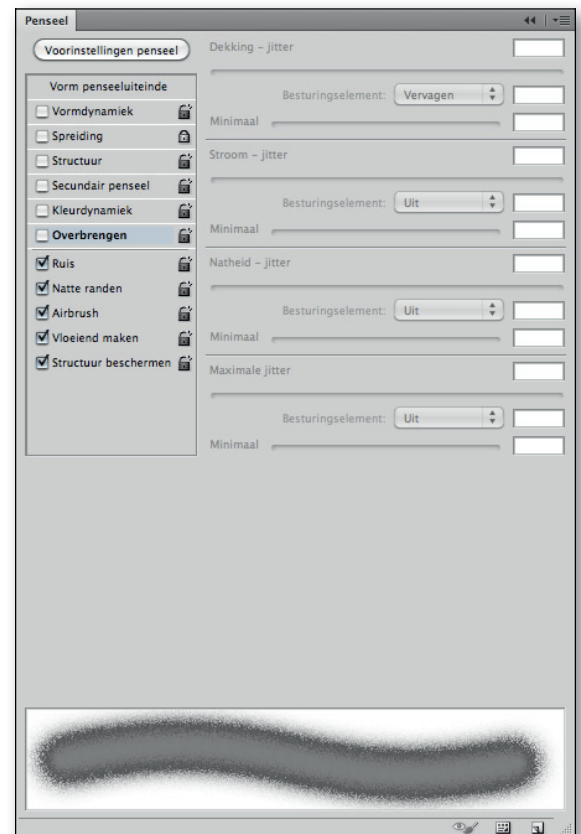 Penseel
Voorinstellingen penseel
Vorm penseeluiteinde
Vormdynamiek
Spreiding
Structuur
Secundair penseel
Kleurdynamiek
Overbrengen
Ruis
Natte randen
Airbrush
Vloeiend maken
Structuur beschermen
Dekking – jitter
Besturingselement: Vervagen
Minimaal
Stroom – jitter
Besturingselement: Uit
Minimaal
Natheid – jitter
Besturingselement: Uit
Minimaal
Maximale jitter
Besturingselement: Uit
Minimaal